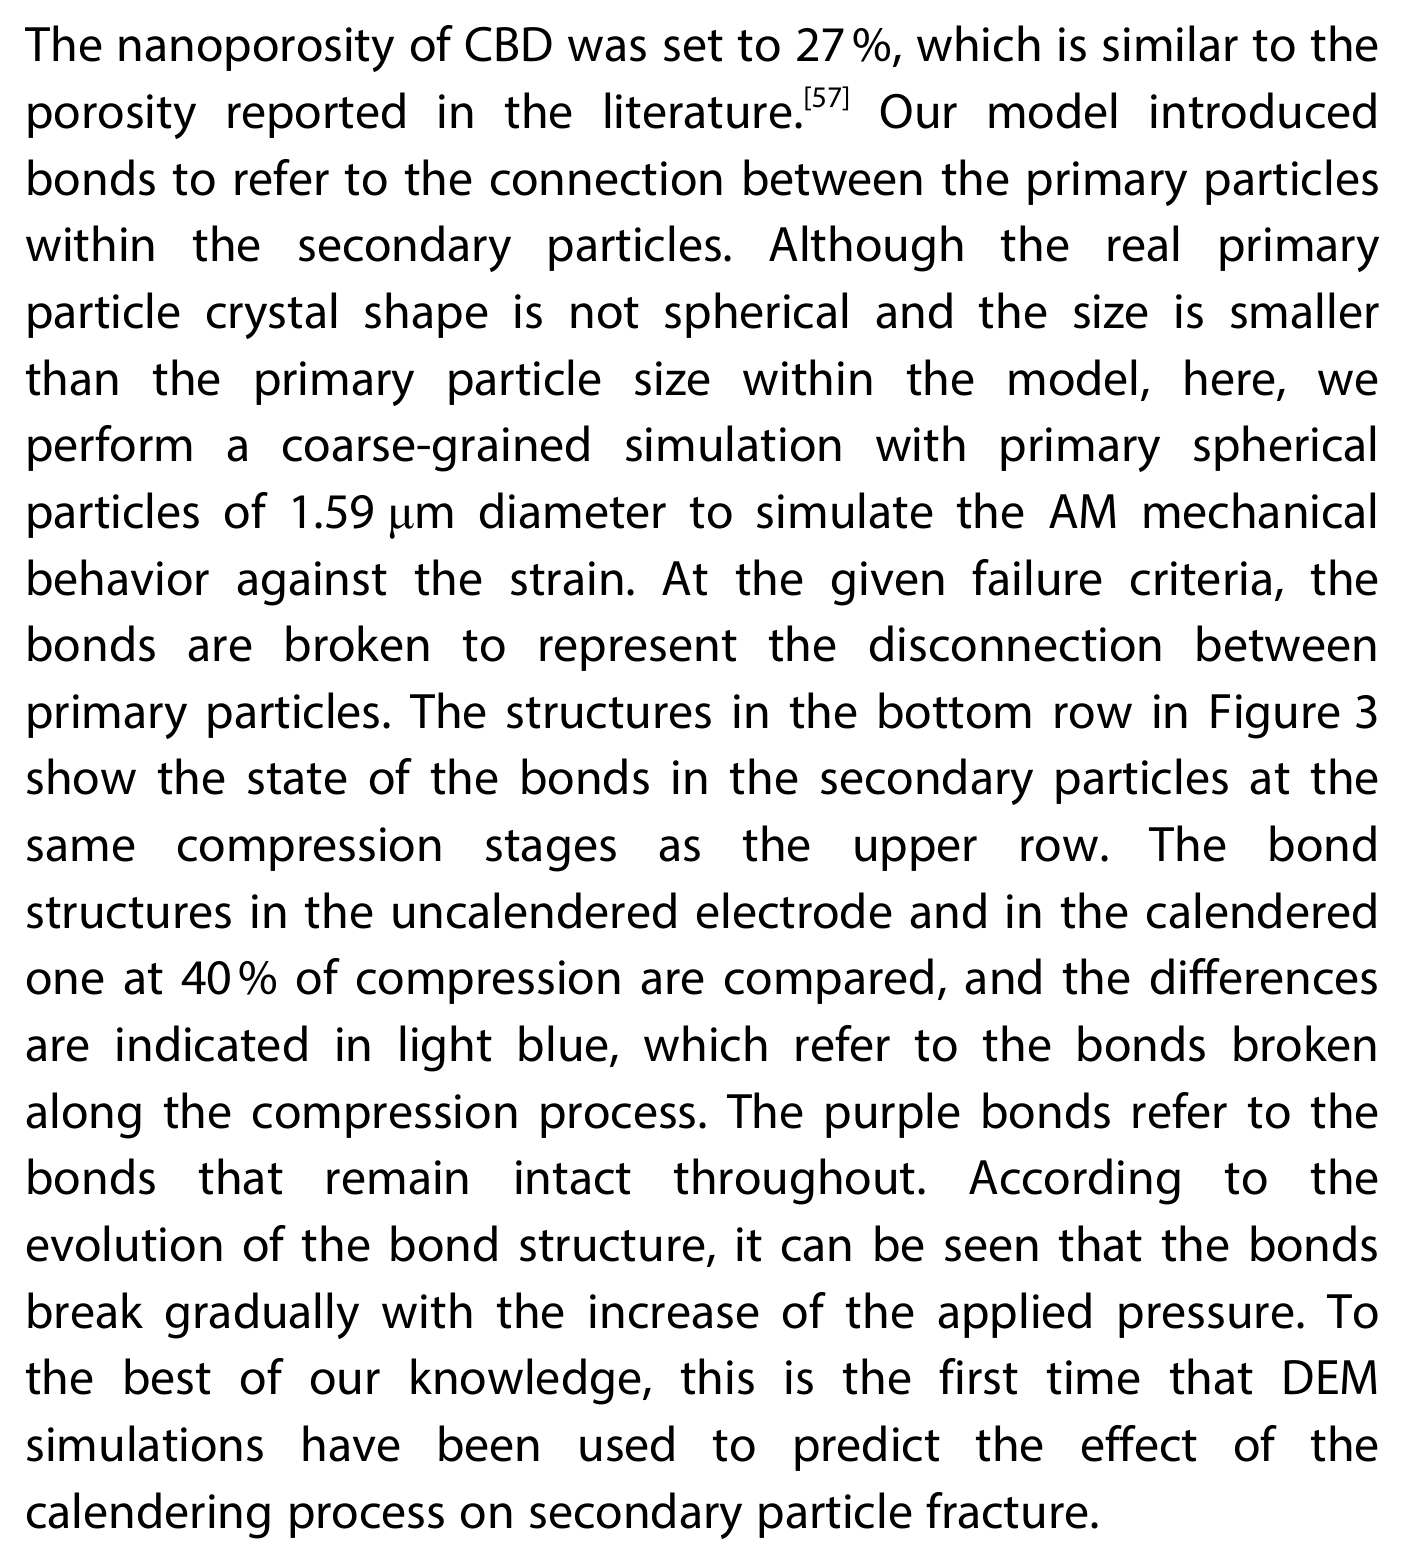 The nanoporosity of CBD was set to 27 %, which is similar to the
porosity reported in the literature.[57] Our model introduced
bonds to refer to the connection between the primary particles
within the secondary particles. Although the real primary
particle crystal shape is not spherical and the size is smaller
than the primary particle size within the model, here, we
perform a coarse-grained simulation with primary spherical
particles of 1.59 μm diameter to simulate the AM mechanical
behavior against the strain. At the given failure criteria, the
bonds are broken to represent the disconnection between
primary particles. The structures in the bottom row in Figure 3
show the state of the bonds in the secondary particles at the
same compression stages as the upper row. The bond
structures in the uncalendered electrode and in the calendered
one at 40 % of compression are compared, and the differences
are indicated in light blue, which refer to the bonds broken
along the compression process. The purple bonds refer to the
bonds that remain intact throughout. According to the
evolution of the bond structure, it can be seen that the bonds
break gradually with the increase of the applied pressure. To
the best of our knowledge, this is the first time that DEM
simulations have been used to predict the effect of the
calendering process on secondary particle fracture.